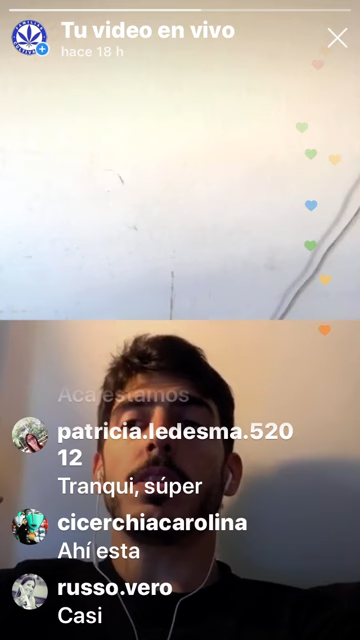 Tu video en vivo
hace 18 h
Aca estamos
patricia.ledesma.520
12
Tranqui, súper
cicerchiacarolina
Ahí esta
russo.vero
Casi